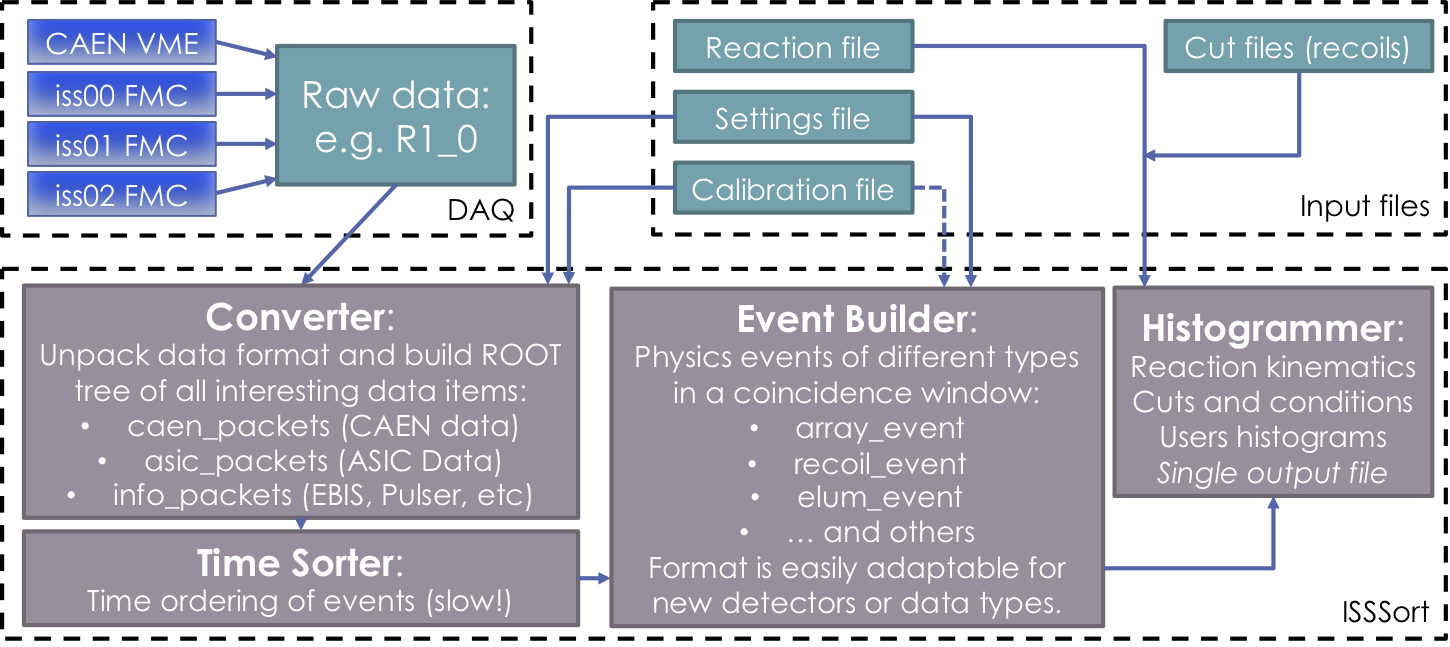 CAEN VME
iss00 FMC
iss01 FMC
iss02 FMC
Raw data:
e.g. R1_0
DAQ
Reaction file
Settings file
Calibration file
Cut files (recoils)
Input files
Converter:
Unpack data format and build ROOT
tree of all interesting data items:
• caen_packets (CAEN data)
• asic_packets (ASIC Data)
• info_packets (EBIS, Pulser, etc)
Time Sorter:
Time ordering of events (slow!)
Event Builder:
Physics events of different types
in a coincidence window:
• array_event
• recoil_event
• elum_event
• … and others
Format is easily adaptable for
new detectors or data types.
Histogrammer:
Reaction kinematics
Cuts and conditions
Users histograms
Single output file
ISSSort